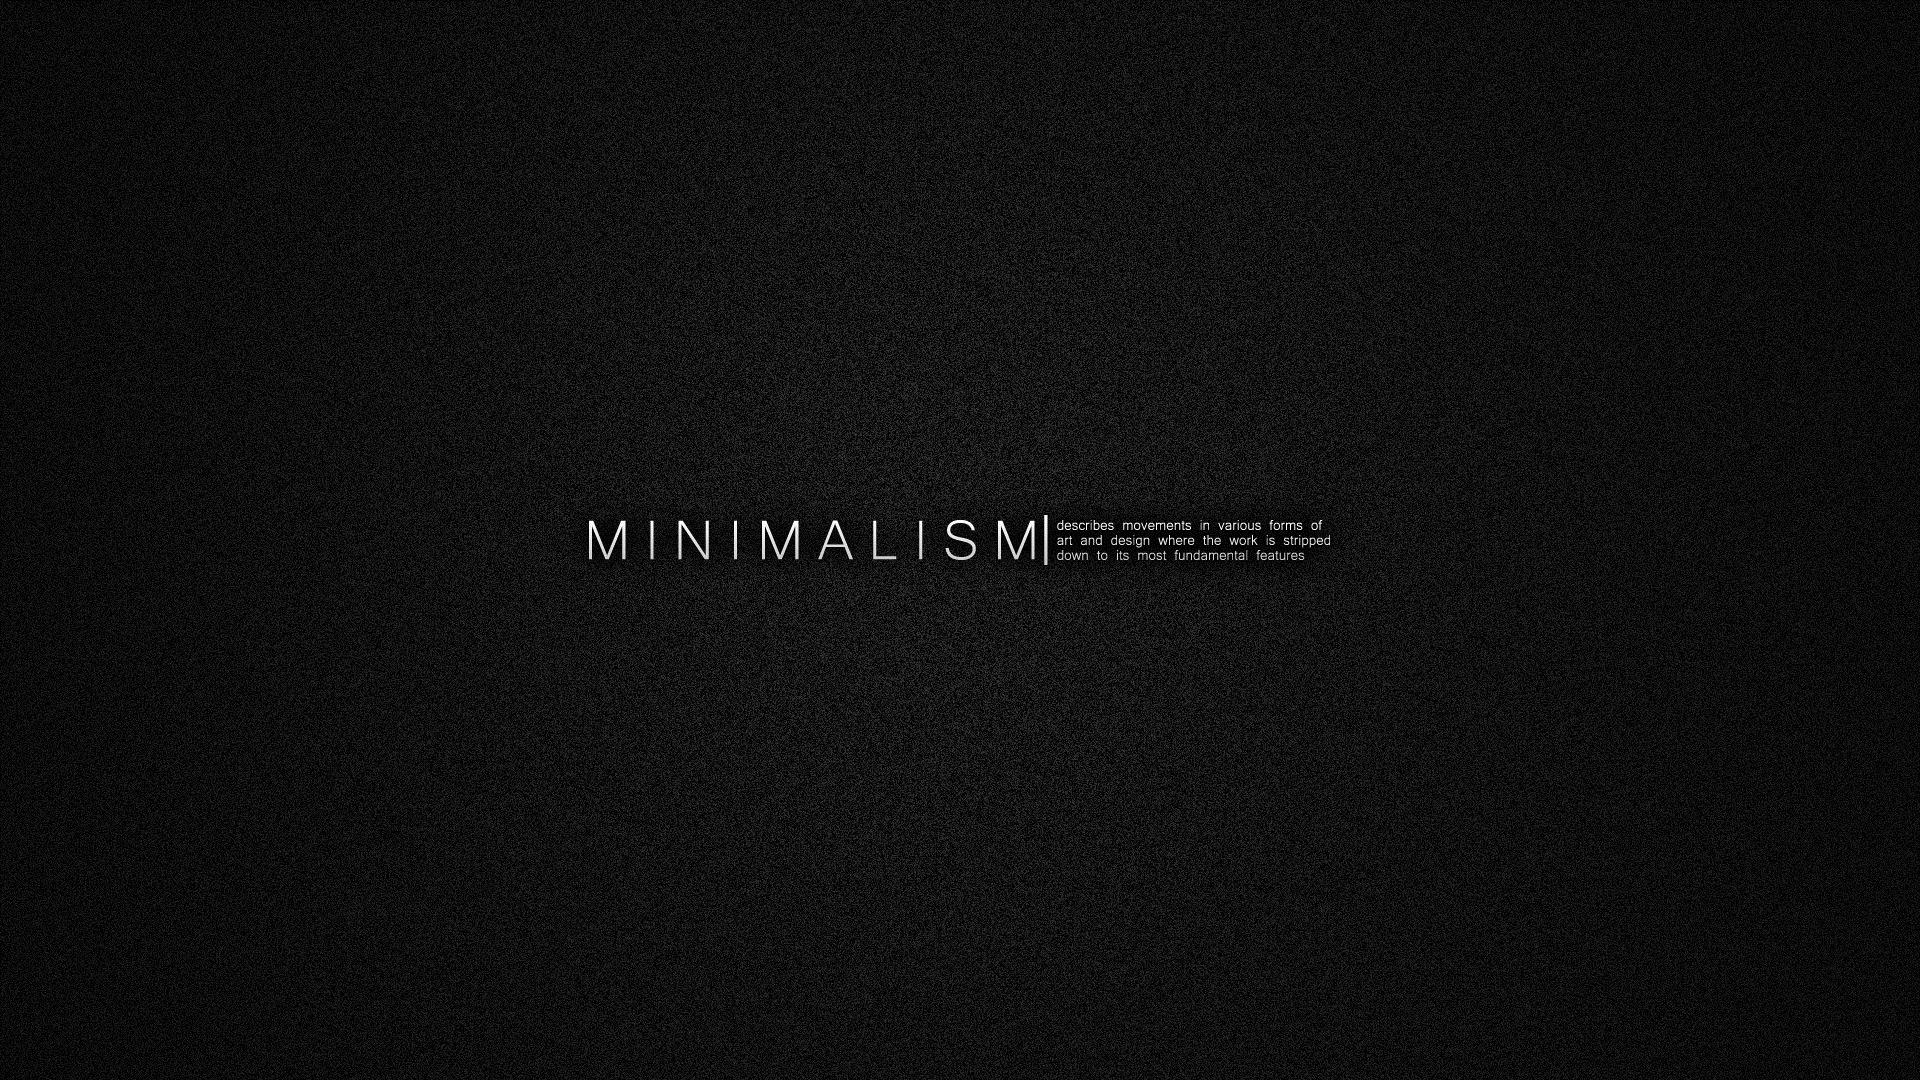 MINIMALISM
describes movements in various forms of
art and design where the work is stripped
down to its most fundamental features